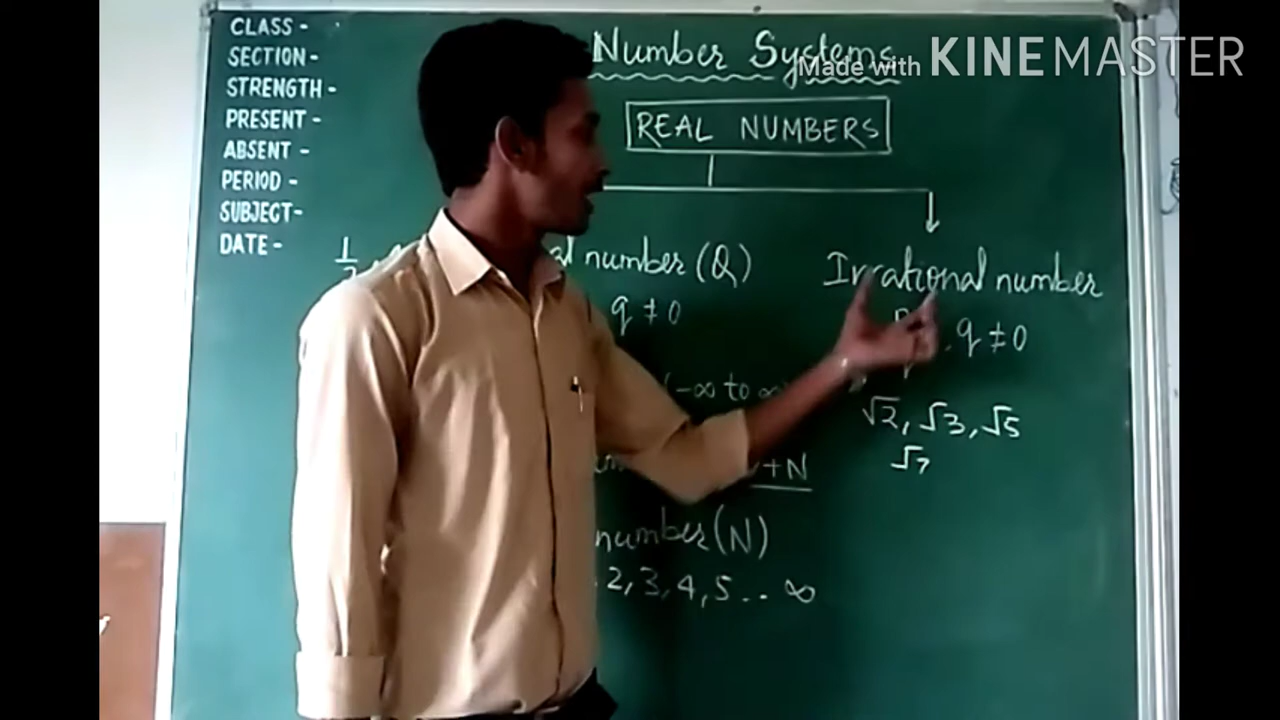 CLASS -
SECTION -
STRENGTH -
PRESENT -
ABSENT -
PERIOD -
SUBJECT-
DATE -
Number Systems
Made with KINEMASTER
REAL NUMBERS
number (Q)
q ≠ 0
(-∞ to ∞)
+N
number (N)
2, 3, 4, 5 .. ∞
Irrational number
q ≠ 0
√2, √3, √5
√7